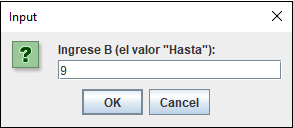 Input
?
Ingrese B (el valor "Hasta"):
9
OK Cancel